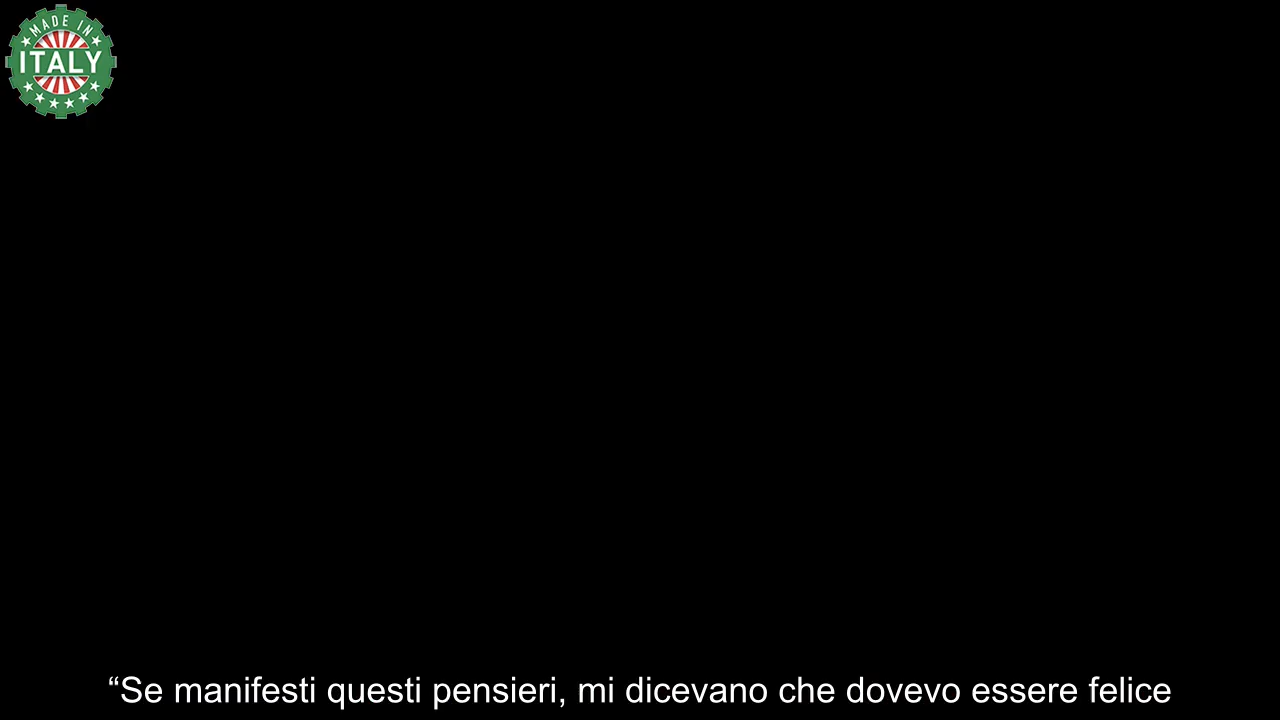 MADE IN
ITALY
“Se manifesti questi pensieri, mi dicevano che dovevo essere felice